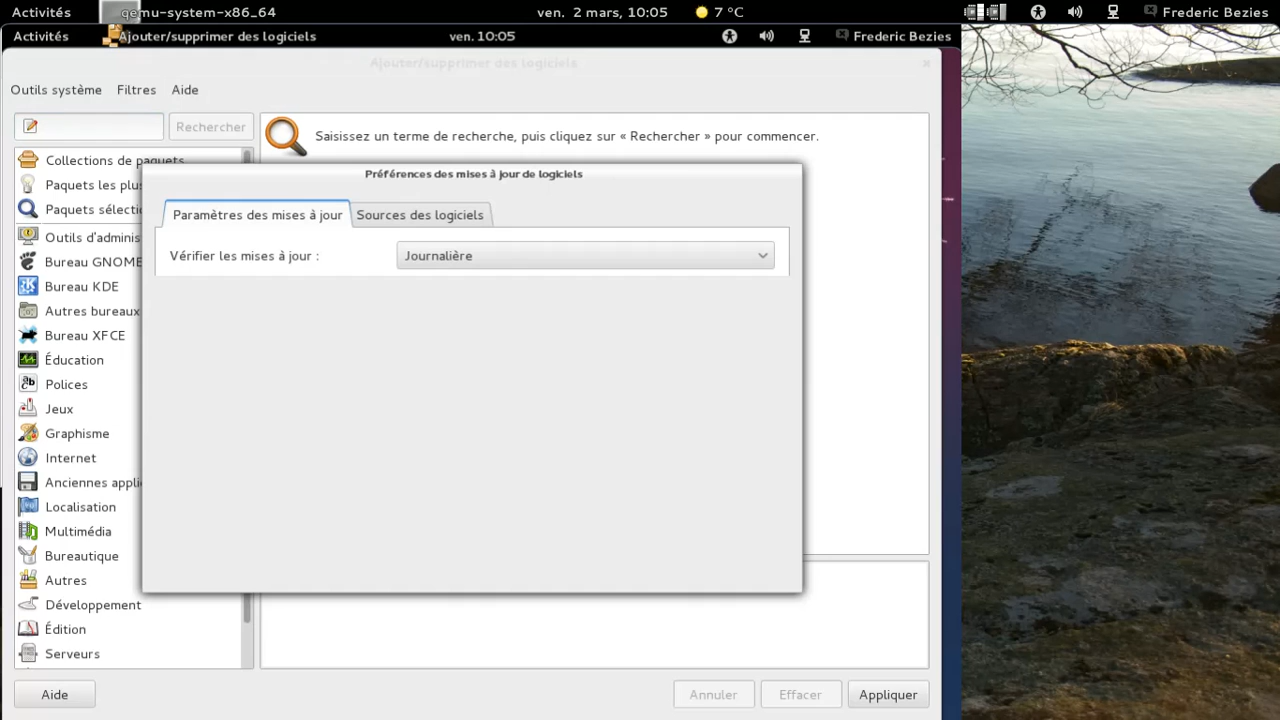 Activités qemu-system-x86_64 ven. 2 mars, 10:05 7 °C Frederic Bezies
Activités Ajouter/supprimer des logiciels ven. 10:05 Frederic Bezies
Ajouter/supprimer des logiciels
Outils système Filtres Aide
Rechercher
Saisissez un terme de recherche, puis cliquez sur « Rechercher » pour commencer.
Collections de paquets
Paquets les plus
Paquets sélecti
Outils d'adminis
Bureau GNOME
Bureau KDE
Autres bureaux
Bureau XFCE
Éducation
Polices
Jeux
Graphisme
Internet
Anciennes appli
Localisation
Multimédia
Bureautique
Autres
Développement
Édition
Serveurs
Préférences des mises à jour de logiciels
Paramètres des mises à jour Sources des logiciels
Vérifier les mises à jour : Journalière
Aide Annuler Effacer Appliquer